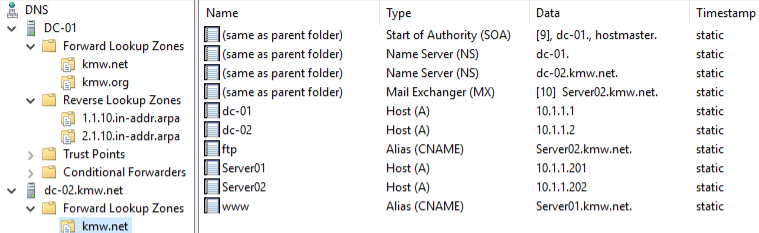 DNS
DC-01
Forward Lookup Zones
kmw.net
kmw.org
Reverse Lookup Zones
1.1.10.in-addr.arpa
2.1.10.in-addr.arpa
Trust Points
Conditional Forwarders
dc-02.kmw.net
Forward Lookup Zones
kmw.net
Name Type Data Timestamp
(same as parent folder) Start of Authority (SOA) [9], dc-01., hostmaster. static
(same as parent folder) Name Server (NS) dc-01. static
(same as parent folder) Name Server (NS) dc-02.kmw.net. static
(same as parent folder) Mail Exchanger (MX) [10] Server02.kmw.net. static
dc-01 Host (A) 10.1.1.1 static
dc-02 Host (A) 10.1.1.2 static
ftp Alias (CNAME) Server02.kmw.net. static
Server01 Host (A) 10.1.1.201 static
Server02 Host (A) 10.1.1.202 static
www Alias (CNAME) Server01.kmw.net. static